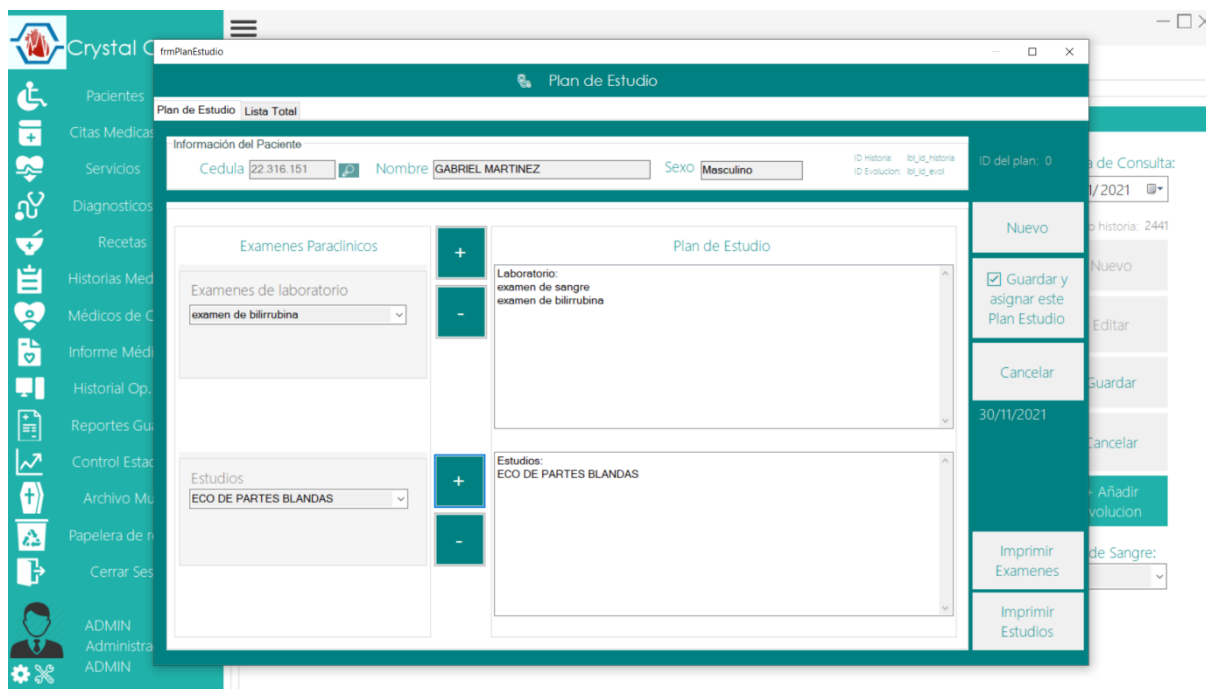 Crystal C
frmPlanEstudio
Plan de Estudio
Plan de Estudio
Lista Total
Información del Paciente
Cedula 22.316.151
Nombre GABRIEL MARTINEZ
Sexo Masculino
ID Historia: lbl_id_historia
ID Evolucion: lbl_id_evol
ID del plan: 0
Pacientes
Citas Medicas
Servicios
Diagnosticos
Recetas
Historias Med
Médicos de C
Informe Médi
Historial Op.
Reportes Gua
Control Estad
Archivo Mu
Papelera de r
Cerrar Ses
ADMIN
Administra
ADMIN
Examenes Paraclinicos
Examenes de laboratorio
examen de bilirrubina
+
-
Plan de Estudio
Laboratorio:
examen de sangre
examen de bilirrubina
Estudios
ECO DE PARTES BLANDAS
+
-
Estudios:
ECO DE PARTES BLANDAS
Nuevo
Guardar y
asignar este
Plan Estudio
Cancelar
30/11/2021
Imprimir
Examenes
Imprimir
Estudios
a de Consulta:
1/2021
o historia: 2441
Nuevo
Editar
Guardar
Cancelar
+ Añadir
volucion
de Sangre: